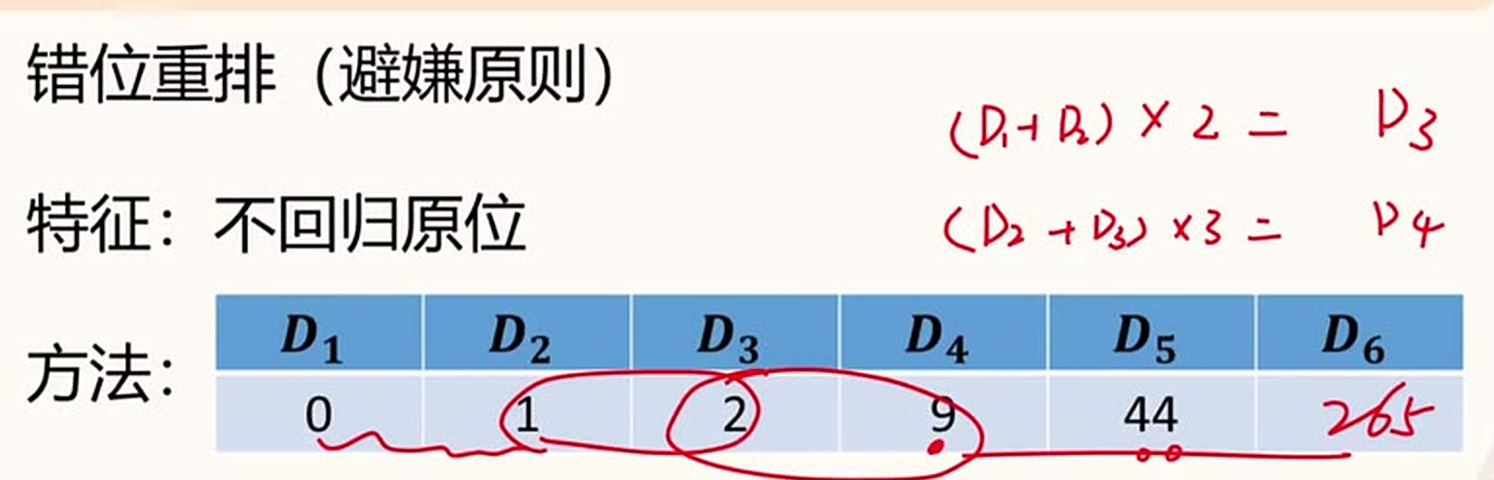 错位重排（避嫌原则）
(D₁+D₂)×2= D₃
特征：不回归原位
(D₂+D₃)×3= D₄
方法：
D₁ D₂ D₃ D₄ D₅ D₆
0 1 2 9 44 265